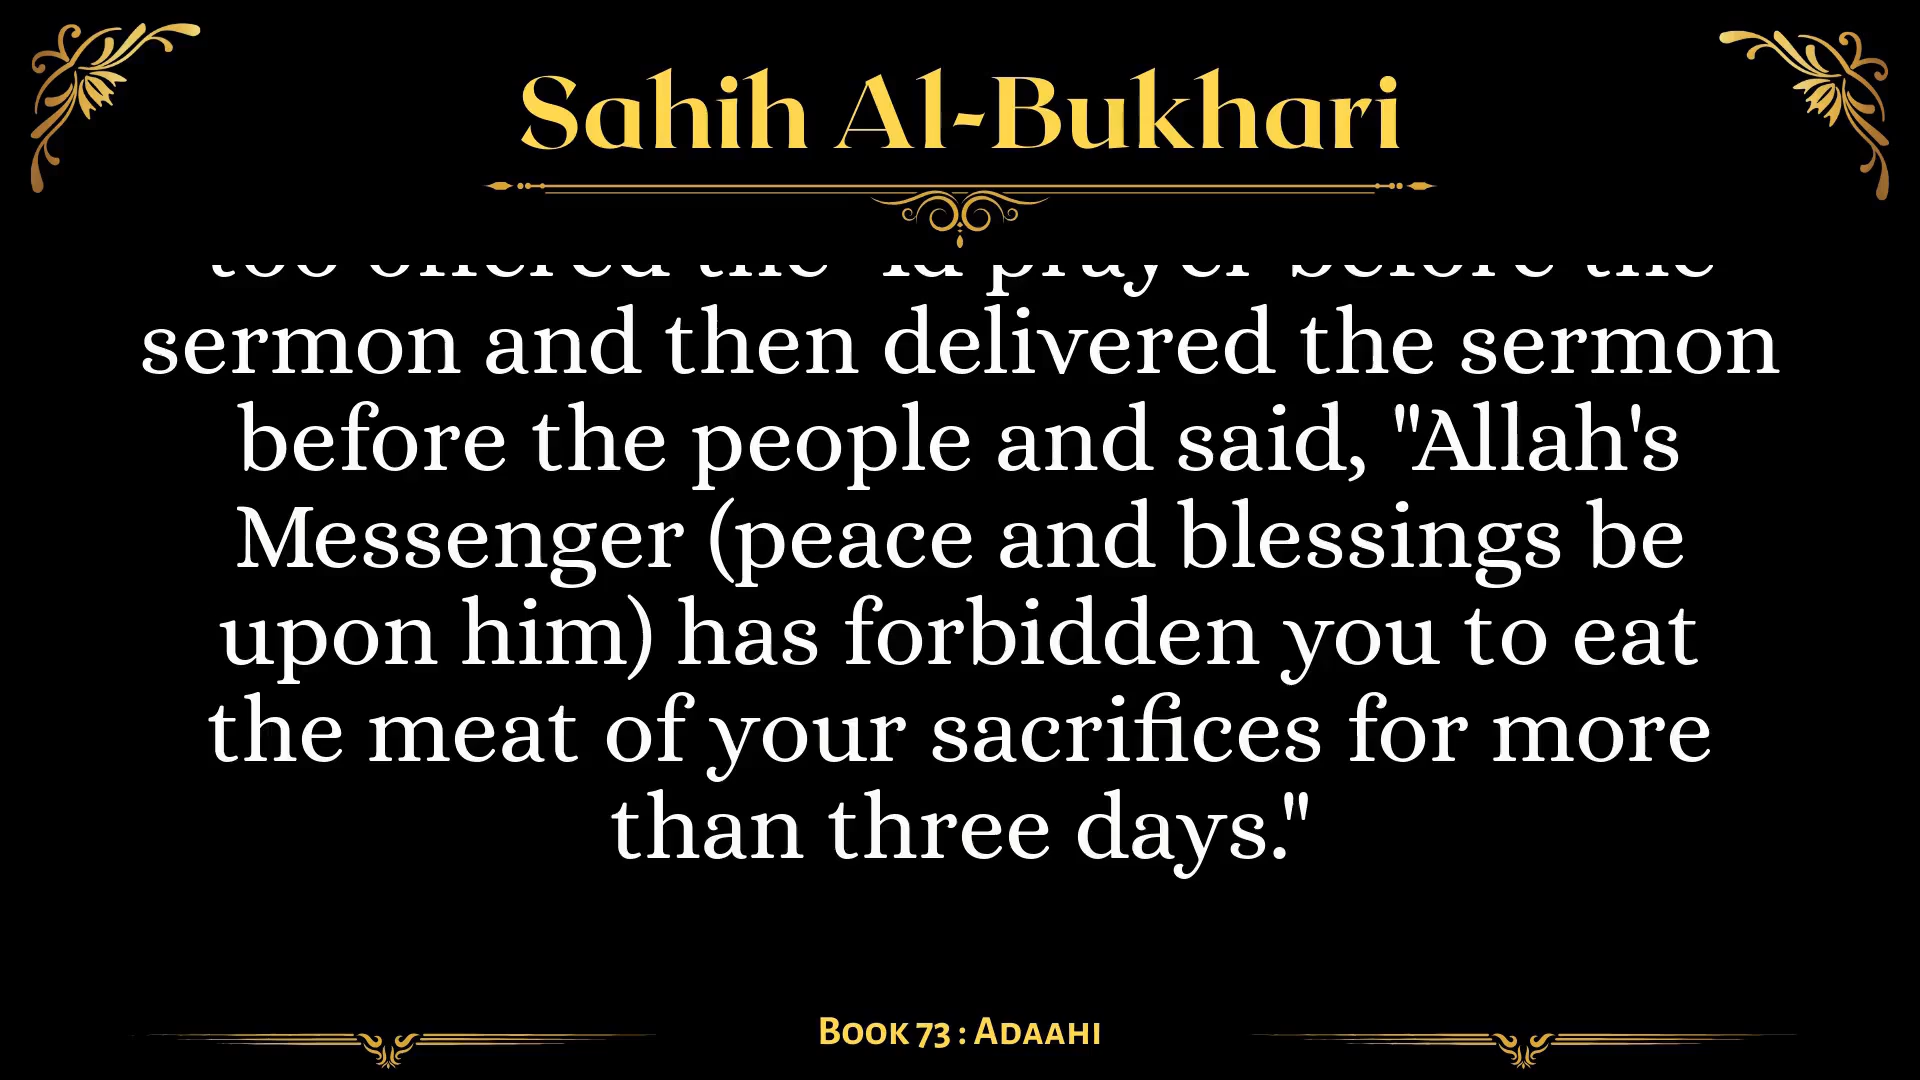 Sahih Al-Bukhari
too offered the 'Id prayer before the
sermon and then delivered the sermon
before the people and said, "Allah's
Messenger (peace and blessings be
upon him) has forbidden you to eat
the meat of your sacrifices for more
than three days."
Book 73 : Adaahi